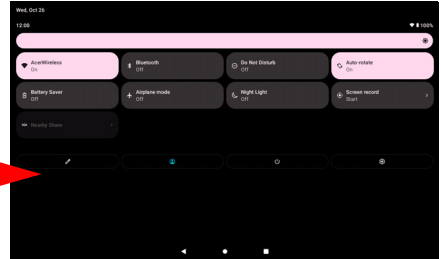 Wed, Oct 26
12:00
100%
AcerWireless
On
Bluetooth
Off
Do Not Disturb
Off
Auto-rotate
On
Battery Saver
Off
Airplane mode
Off
Night Light
Off
Screen record
Start
Nearby Share